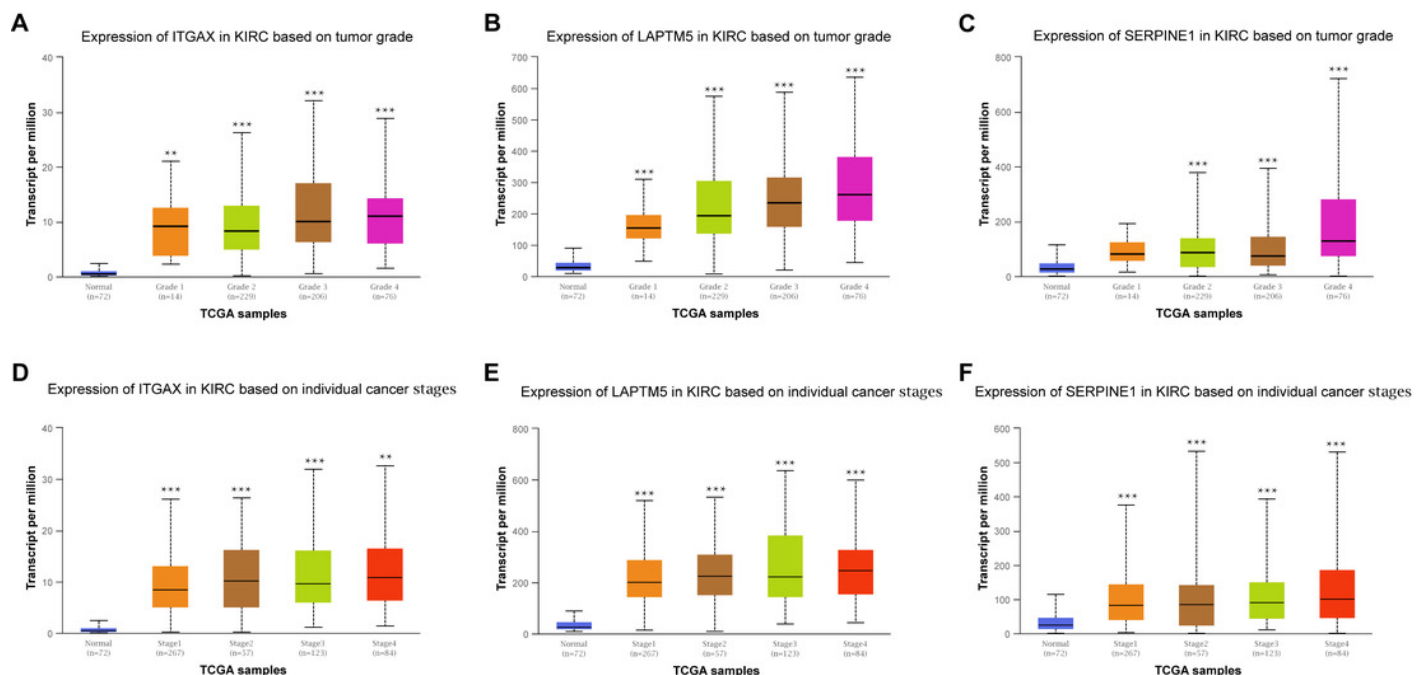 A
Expression of ITGAX in KIRC based on tumor grade
Transcript per million
40
30
20
10
0
**
***
***
***
Normal
(n=72)
Grade 1
(n=14)
Grade 2
(n=229)
Grade 3
(n=206)
Grade 4
(n=76)
TCGA samples
B
Expression of LAPTM5 in KIRC based on tumor grade
Transcript per million
700
600
500
400
300
200
100
0
***
***
***
***
Normal
(n=72)
Grade 1
(n=14)
Grade 2
(n=229)
Grade 3
(n=206)
Grade 4
(n=76)
TCGA samples
C
Expression of SERPINE1 in KIRC based on tumor grade
Transcript per million
800
600
400
200
0
***
***
***
Normal
(n=72)
Grade 1
(n=14)
Grade 2
(n=229)
Grade 3
(n=206)
Grade 4
(n=76)
TCGA samples
D
Expression of ITGAX in KIRC based on individual cancer stages
Transcript per million
40
30
20
10
0
***
***
***
**
Normal
(n=72)
Stage1
(n=267)
Stage2
(n=57)
Stage3
(n=123)
Stage4
(n=84)
TCGA samples
E
Expression of LAPTM5 in KIRC based on individual cancer stages
Transcript per million
800
600
400
200
0
***
***
***
***
Normal
(n=72)
Stage1
(n=267)
Stage2
(n=57)
Stage3
(n=123)
Stage4
(n=84)
TCGA samples
F
Expression of SERPINE1 in KIRC based on individual cancer stages
Transcript per million
600
500
400
300
200
100
0
***
***
***
***
Normal
(n=72)
Stage1
(n=267)
Stage2
(n=57)
Stage3
(n=123)
Stage4
(n=84)
TCGA samples